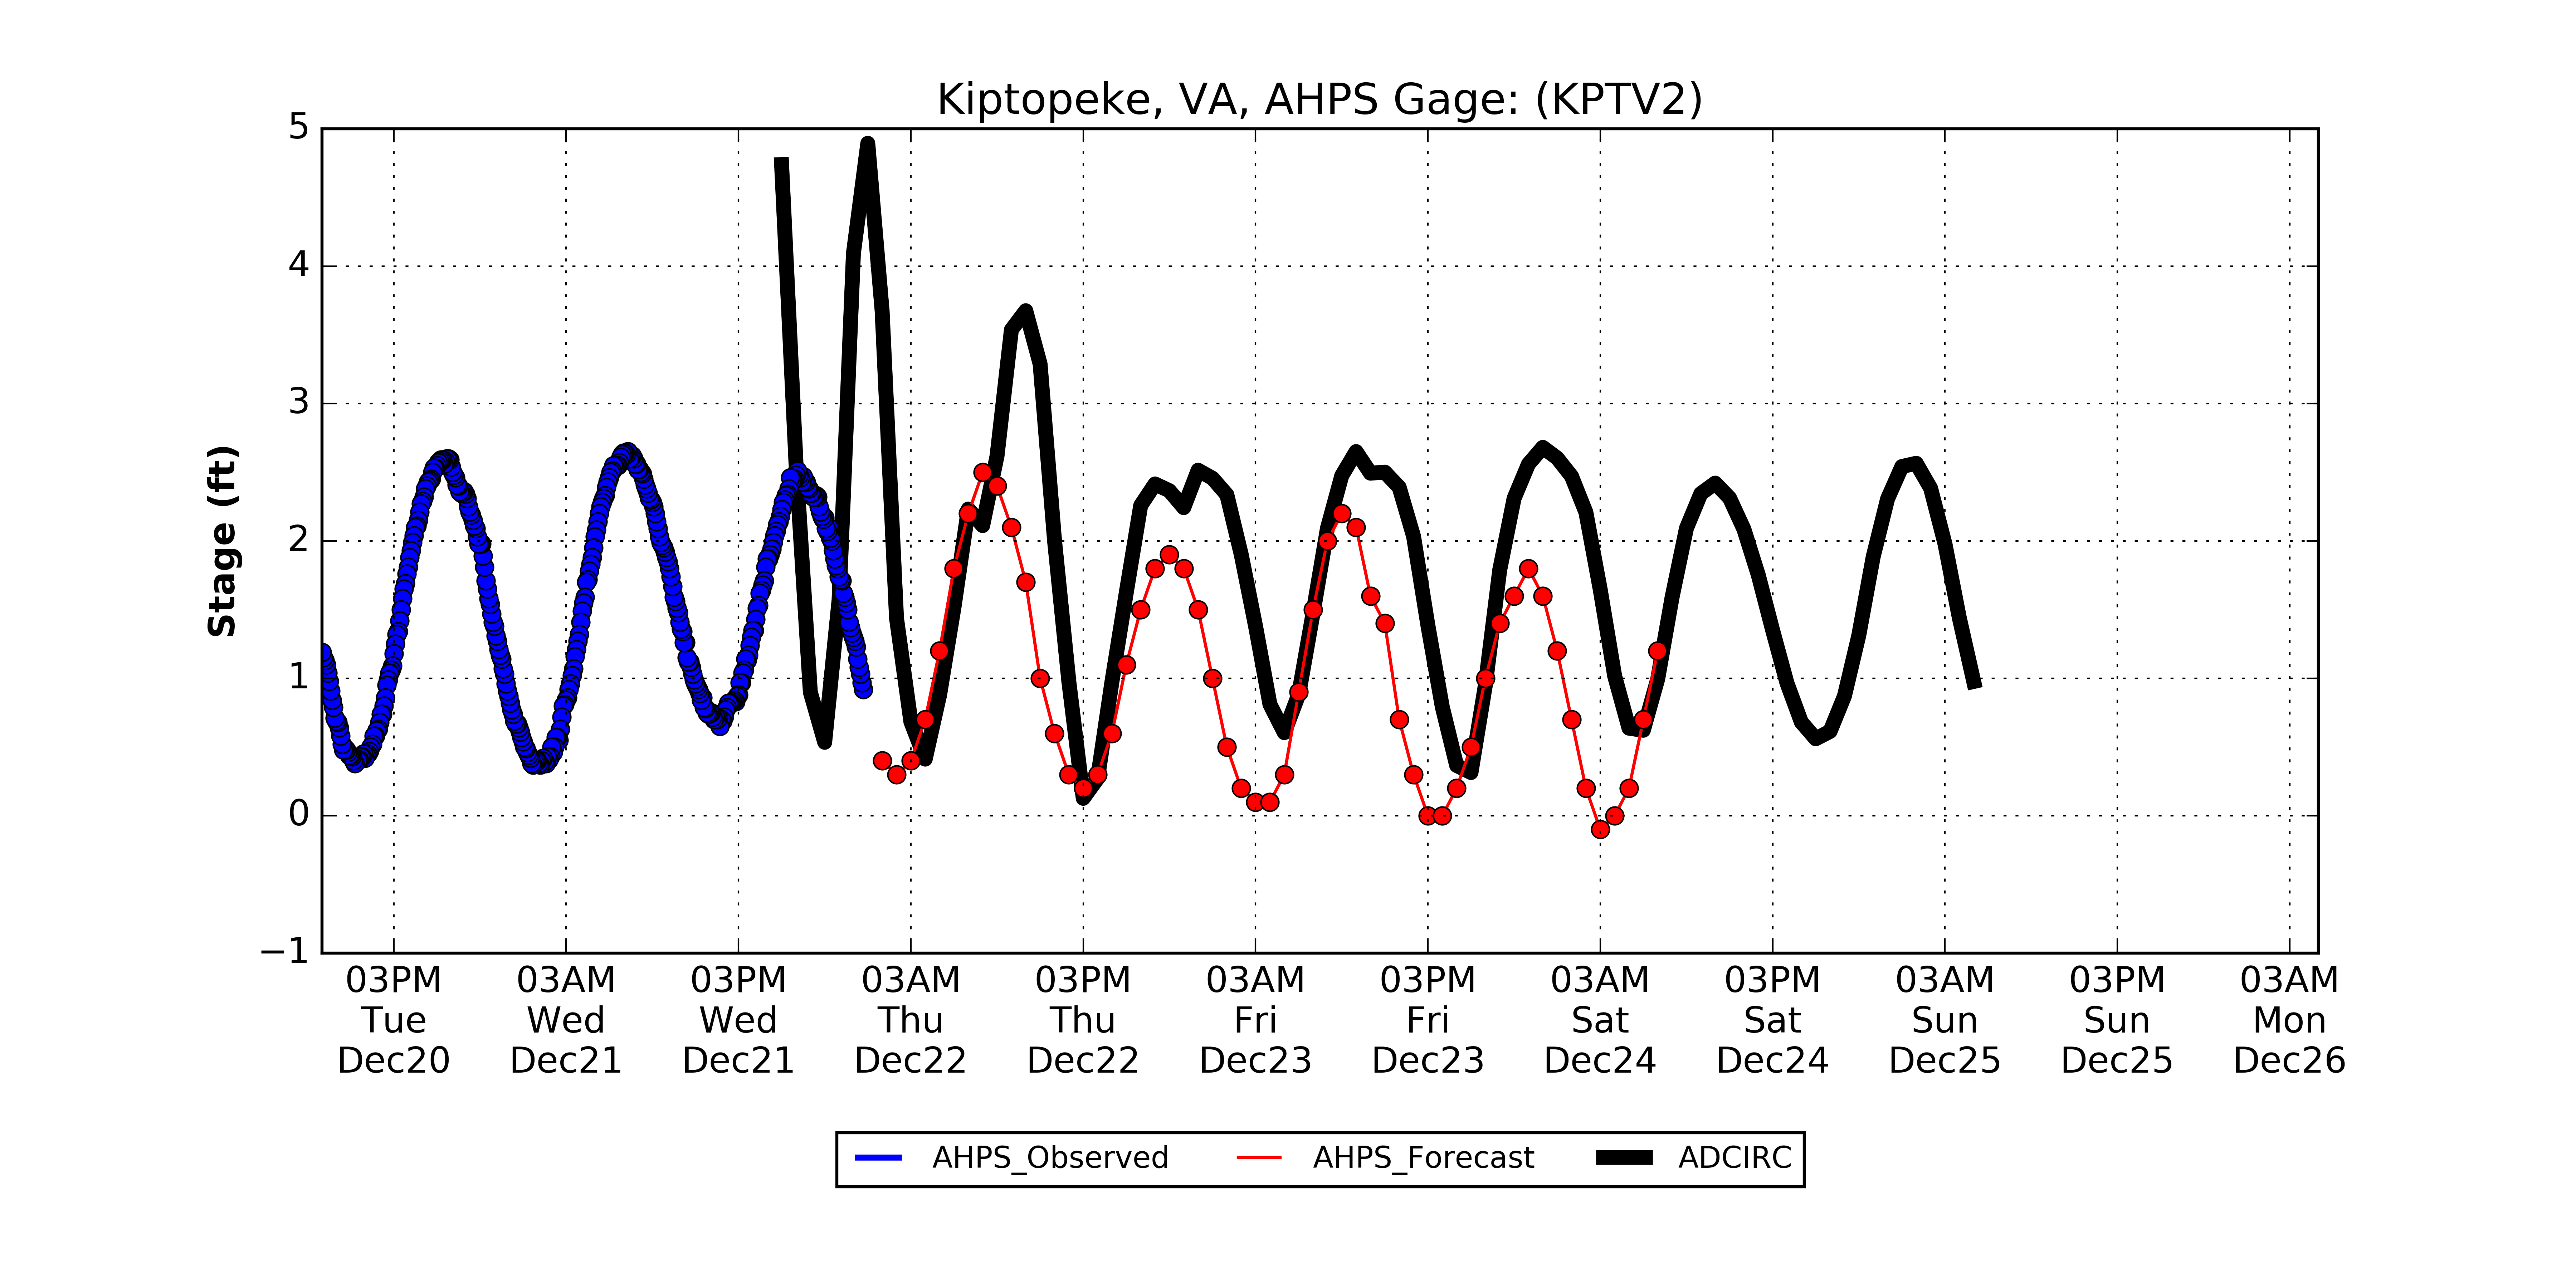 Kiptopeke, VA, AHPS Gage: (KPTV2)
5
4
3
2
1
0
−1
Stage (ft)
03PM 03AM 03PM 03AM 03PM 03AM 03PM 03AM 03PM 03AM 03PM 03AM
Tue Wed Wed Thu Thu Fri Fri Sat Sat Sun Sun Mon
Dec20 Dec21 Dec21 Dec22 Dec22 Dec23 Dec23 Dec24 Dec24 Dec25 Dec25 Dec26
AHPS_Observed AHPS_Forecast ADCIRC